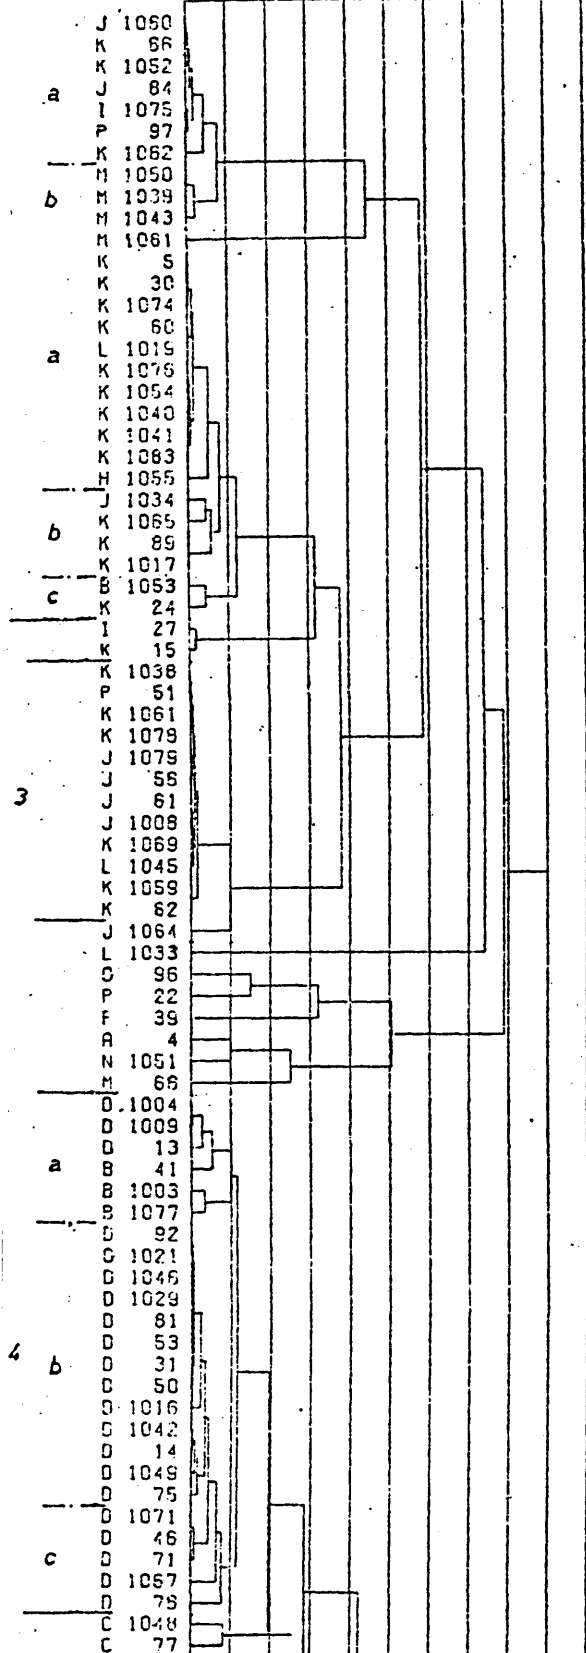 J 1060
K 66
K 1052
J 84
a
I 1075
P 97
K 1062
M 1050
b M 1039
M 1043
M 1061
K 5
K 30
K 1074
K 60
a L 1019
K 1076
K 1054
K 1040
K 1041
K 1083
H 1055
J 1034
K 1065
b K 89
K 1017
B 1053
c K 24
I 27
K 15
K 1038
P 51
K 1061
K 1078
J 1079
J 56
3 J 61
J 1008
K 1069
L 1045
K 1059
K 62
J 1064
L 1033
96
P 22
F 39
A 4
N 1051
M 66
D 1004
D 1009
D 13
a B 41
B 1003
B 1077
D 92
1021
D 1046
D 1029
D 81
D 53
4 b D 31
50
D 1016
1042
D 14
D 1049
D 75
D 1071
D 46
c D 71
D 1067
D 76
C 1048
C 77